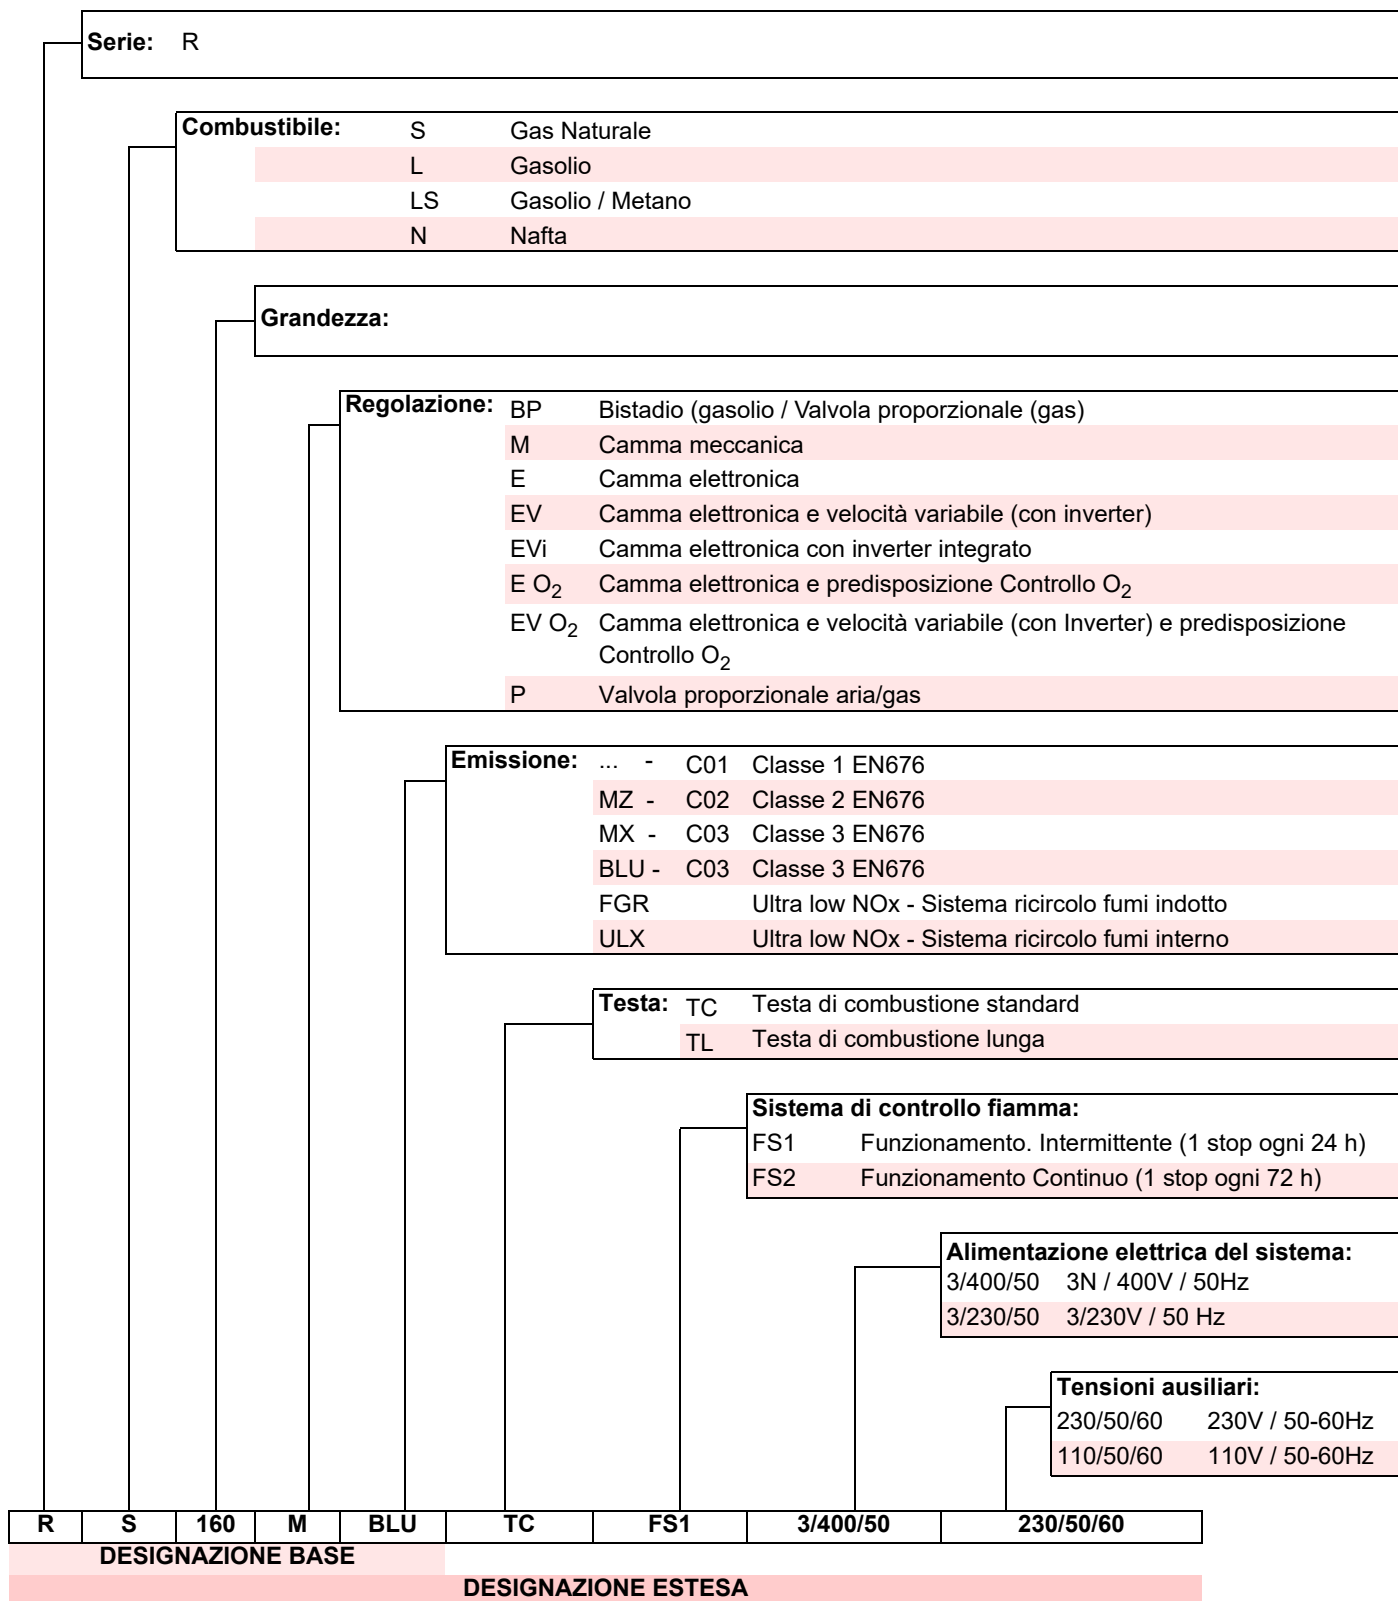 Serie: R
Combustibile: S Gas Naturale
L Gasolio
LS Gasolio / Metano
N Nafta
Grandezza:
Regolazione: BP Bistadio (gasolio / Valvola proporzionale (gas)
M Camma meccanica
E Camma elettronica
EV Camma elettronica e velocità variabile (con inverter)
EVi Camma elettronica con inverter integrato
E O2 Camma elettronica e predisposizione Controllo O2
EV O2 Camma elettronica e velocità variabile (con Inverter) e predisposizione
Controllo O2
P Valvola proporzionale aria/gas
Emissione: ... - C01 Classe 1 EN676
MZ - C02 Classe 2 EN676
MX - C03 Classe 3 EN676
BLU - C03 Classe 3 EN676
FGR Ultra low NOx - Sistema ricircolo fumi indotto
ULX Ultra low NOx - Sistema ricircolo fumi interno
Testa: TC Testa di combustione standard
TL Testa di combustione lunga
Sistema di controllo fiamma:
FS1 Funzionamento. Intermittente (1 stop ogni 24 h)
FS2 Funzionamento Continuo (1 stop ogni 72 h)
Alimentazione elettrica del sistema:
3/400/50 3N / 400V / 50Hz
3/230/50 3/230V / 50 Hz
Tensioni ausiliari:
230/50/60 230V / 50-60Hz
110/50/60 110V / 50-60Hz
R S 160 M BLU TC FS1 3/400/50 230/50/60
DESIGNAZIONE BASE
DESIGNAZIONE ESTESA